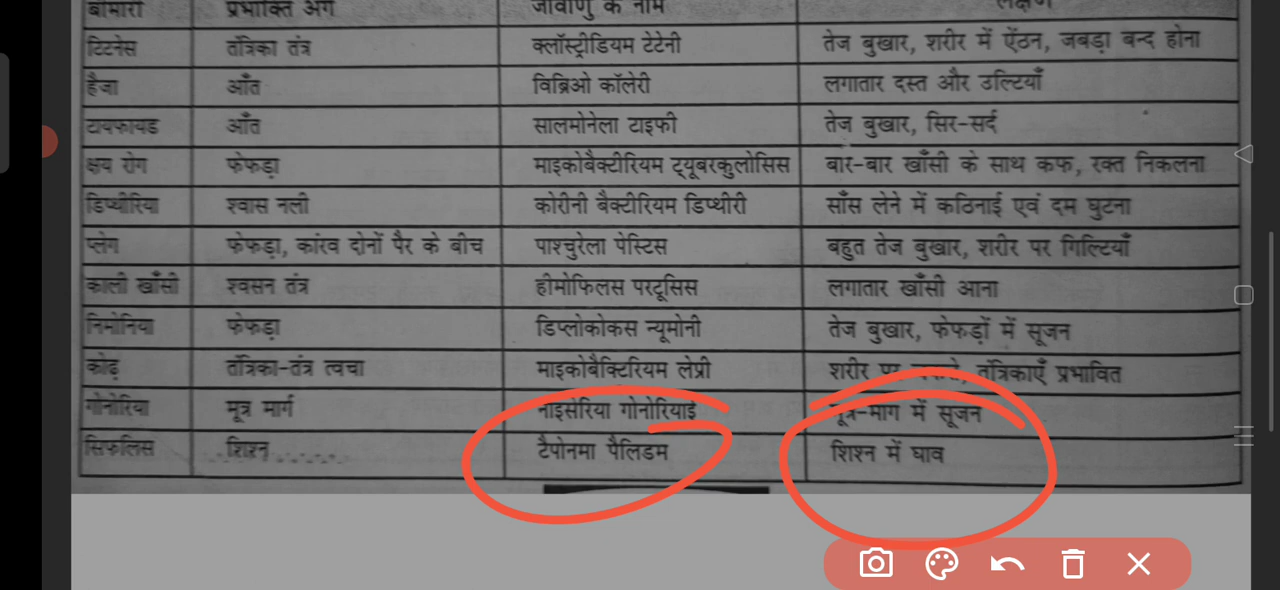 बीमारी प्रभाक्ति अंग जीवाणु के नाम लक्षण
टिटनेस तंत्रिका तंत्र क्लॉस्ट्रीडियम टेटेनी तेज बुखार, शरीर में ऐंठन, जबड़ा बन्द होना
हैजा आँत विब्रिओ कॉलेरी लगातार दस्त और उल्टियाँ
टायफायड आँत सालमोनेला टाइफी तेज बुखार, सिर-सर्द
क्षय रोग फेफड़ा माइकोबैक्टीरियम ट्यूबरकुलोसिस बार-बार खाँसी के साथ कफ, रक्त निकलना
डिप्थीरिया श्वास नली कोरीनी बैक्टीरियम डिप्थीरी साँस लेने में कठिनाई एवं दम घुटना
प्लेग फेफड़ा, कांरव दोनों पैर के बीच पाश्चुरेला पेस्टिस बहुत तेज बुखार, शरीर पर गिल्टियाँ
काली खाँसी श्वसन तंत्र हीमोफिलस परटूसिस लगातार खाँसी आना
निमोनिया फेफड़ा डिप्लोकोकस न्यूमोनी तेज बुखार, फेफड़ों में सूजन
कोढ़ तंत्रिका-तंत्र त्वचा माइकोबैक्टिरियम लेप्री शरीर पर तंत्रिकाएँ प्रभावित
गोनोरिया मूत्र मार्ग नाइसेरिया गोनोरियाई मूत्र-मार्ग में सूजन
सिफलिस शिश्न टैपोनमा पैलिडम शिश्न में घाव